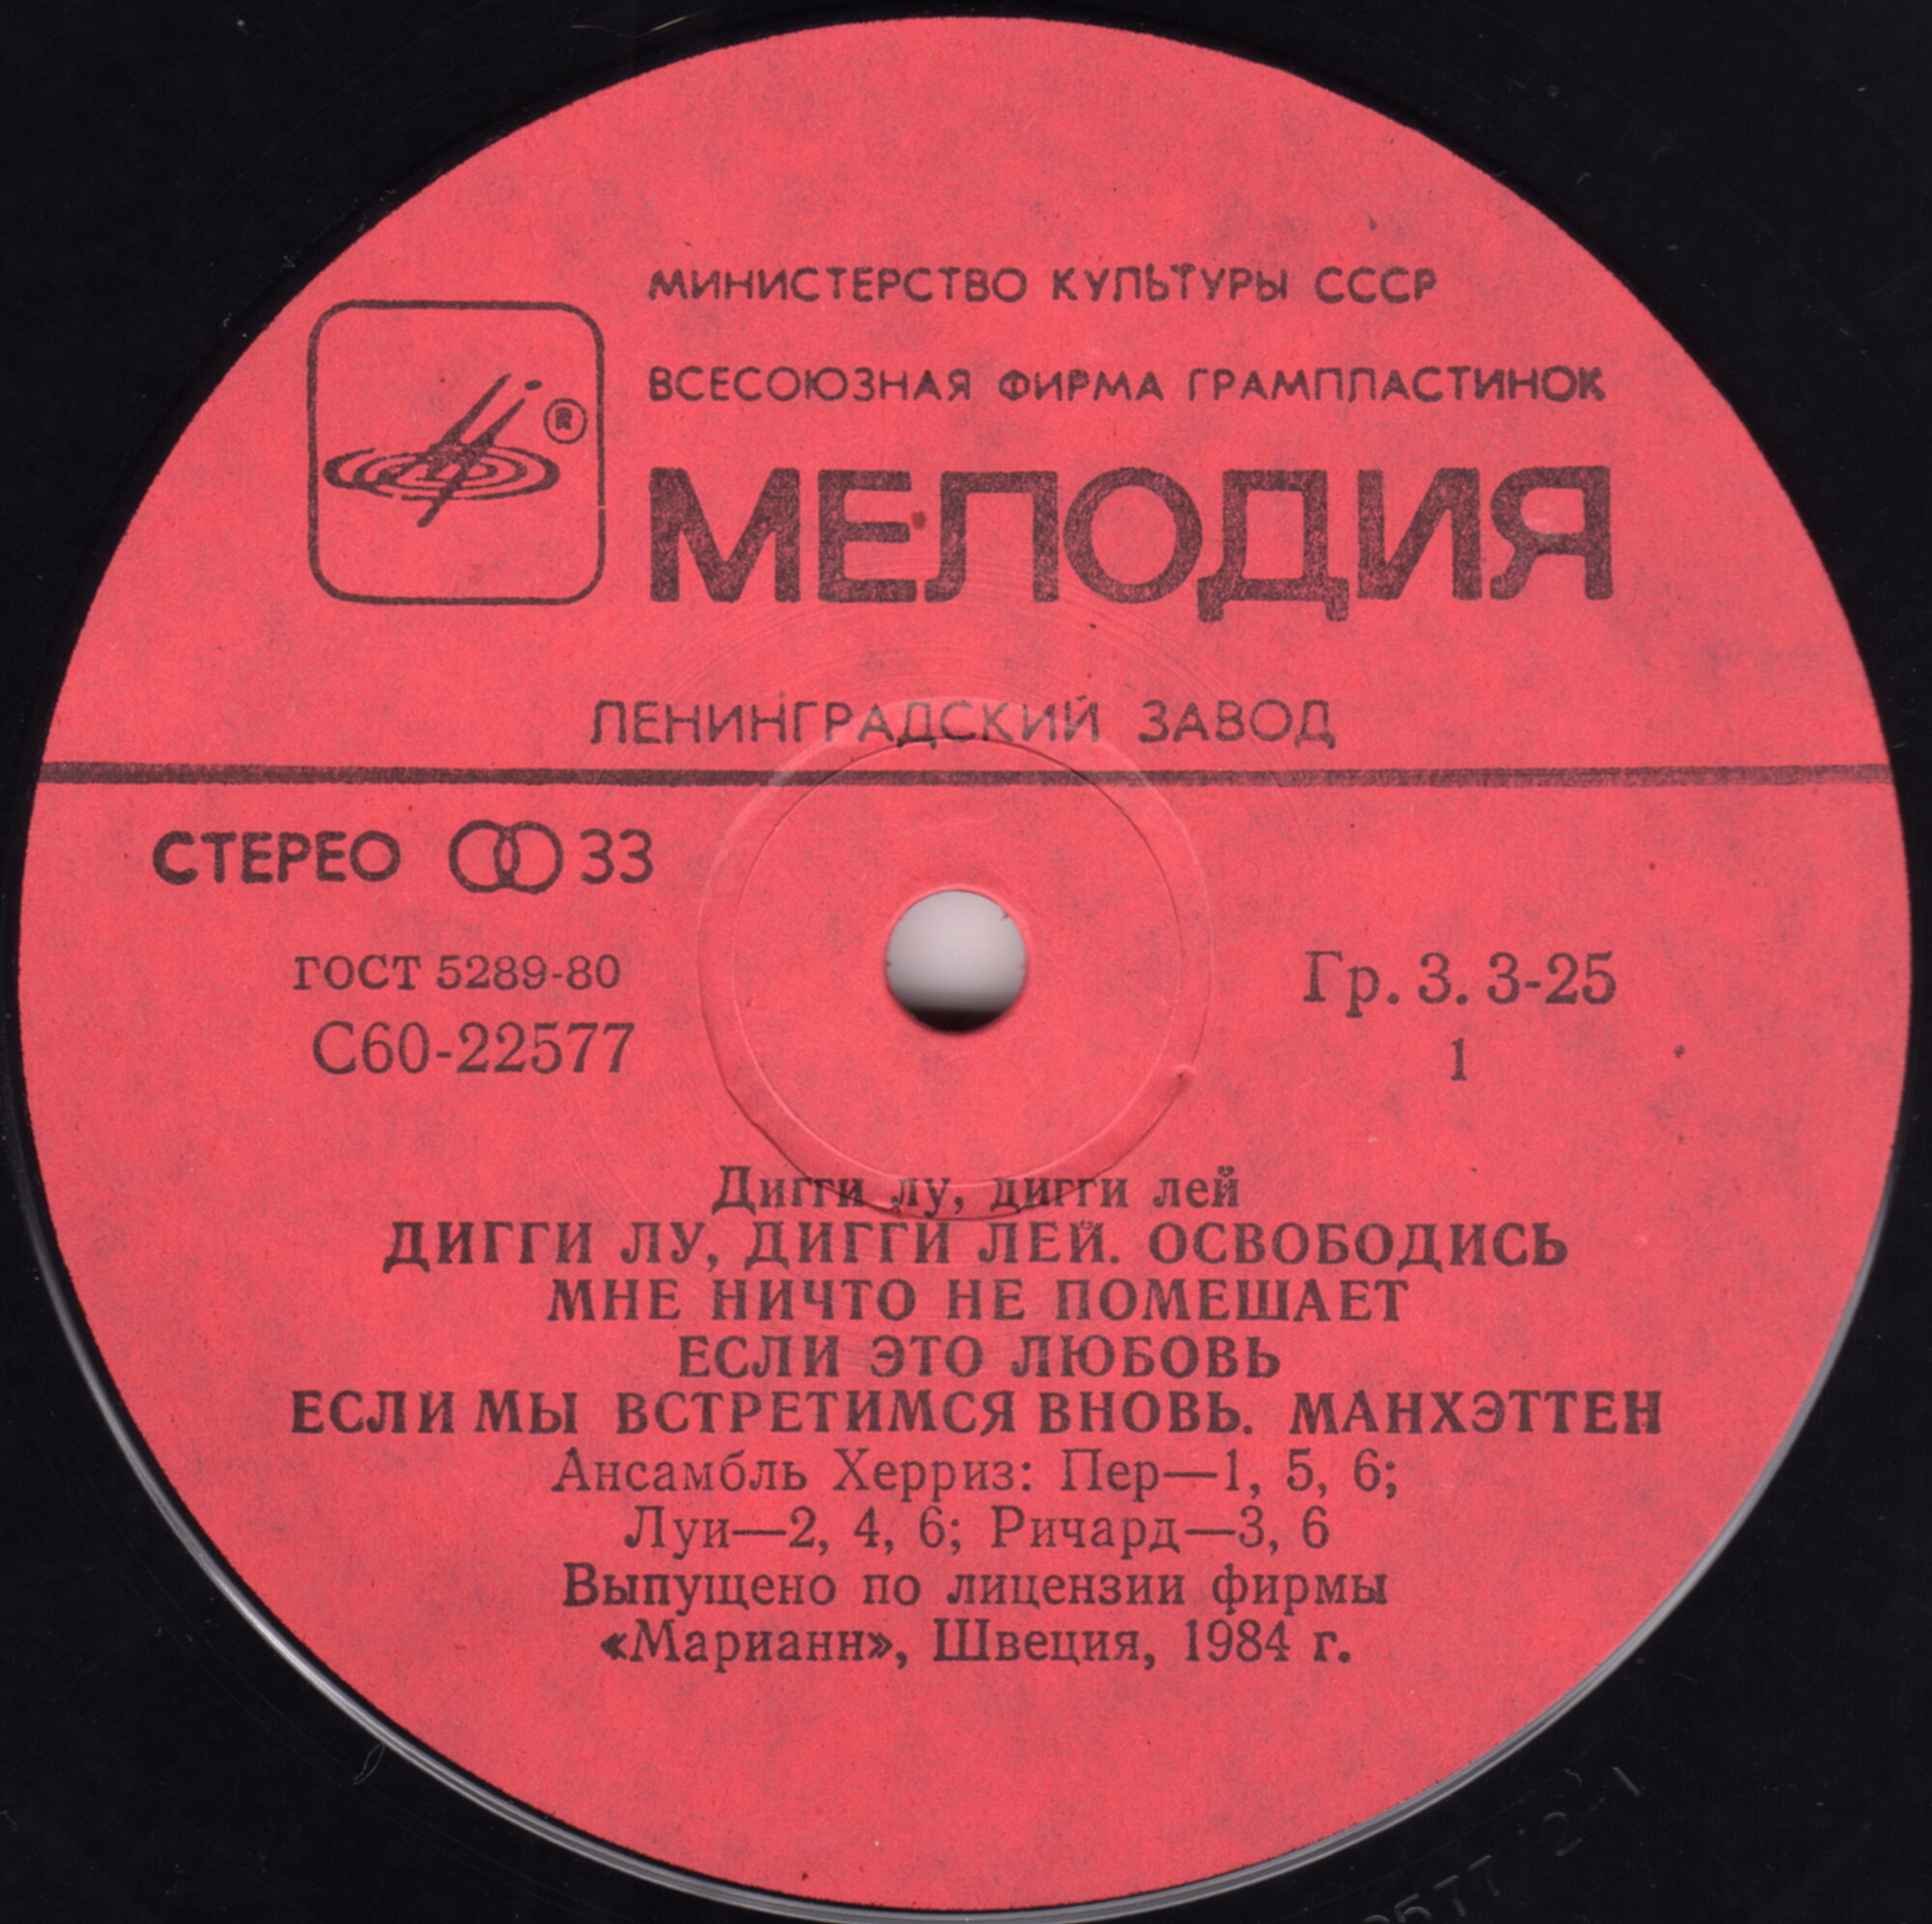 МИНИСТЕРСТВО КУЛЬТУРЫ СССР
ВСЕСОЮЗНАЯ ФИРМА ГРАМПЛАСТИНОК
®
МЕЛОДИЯ
ЛЕНИНГРАДСКИЙ ЗАВОД
СТЕРЕО 33
ГОСТ 5289-80
С60-22577
Гр. 3. 3-25
1
Дигги лу, дигги лей
ДИГГИ ЛУ, ДИГГИ ЛЕЙ. ОСВОБОДИСЬ
МНЕ НИЧТО НЕ ПОМЕШАЕТ
ЕСЛИ ЭТО ЛЮБОВЬ
ЕСЛИ МЫ ВСТРЕТИМСЯ ВНОВЬ. МАНХЭТТЕН
Ансамбль Херриз: Пер—1, 5, 6;
Луи—2, 4, 6; Ричард—3, 6
Выпущено по лицензии фирмы
«Марианн», Швеция, 1984 г.